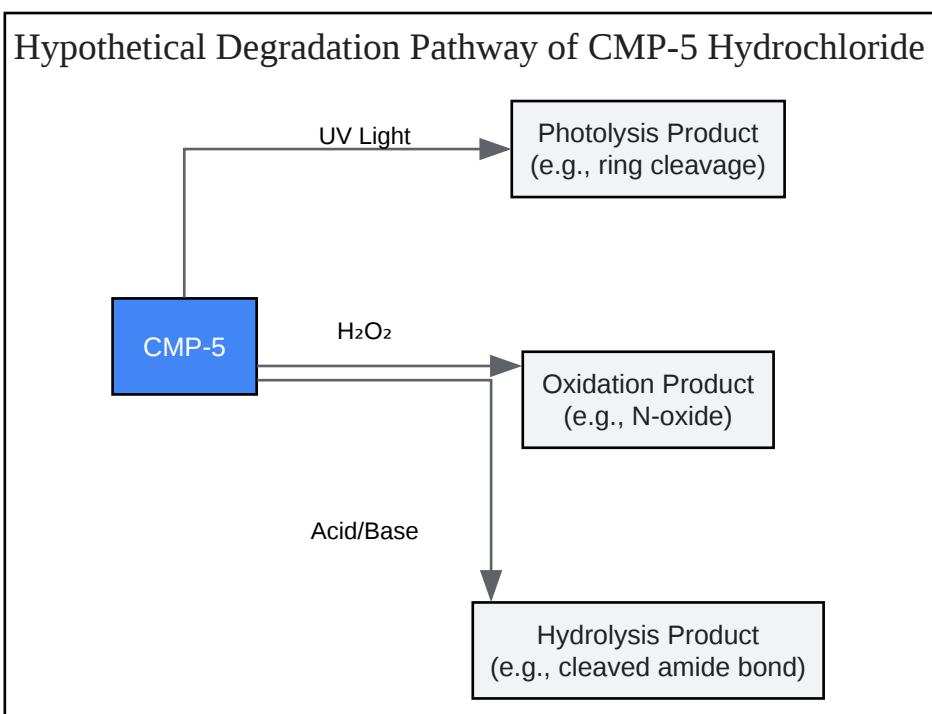 Hypothetical Degradation Pathway of CMP-5 Hydrochloride
UV Light
Photolysis Product
(e.g., ring cleavage)
CMP-5
H₂O₂
Oxidation Product
(e.g., N-oxide)
Acid/Base
Hydrolysis Product
(e.g., cleaved amide bond)